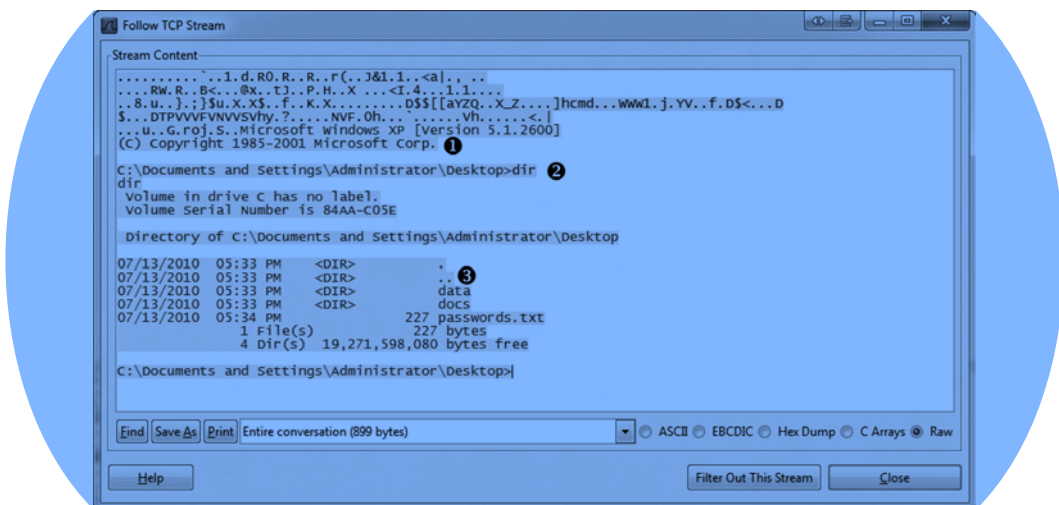 Follow TCP Stream
Stream Content
..........`..1.d.R0.R..R..r(..J&1.1..<a|., ..
....RW.R..B<...@x..tJ..P.H..X ...<I.4...1.1....
..8.u..}.;}$u.X.X$..f..K.X.........D$$[[aYZQ..X_Z....]hcmd...WWW1.j.YV..f.D$<...D
$...DTPVVVFVNVVSVhy.?.....NVF.0h...`......Vh......<.|
...u..G.roj.S..Microsoft Windows XP [Version 5.1.2600]
(C) Copyright 1985-2001 Microsoft Corp. ❶
C:\Documents and Settings\Administrator\Desktop>dir ❷
dir
Volume in drive C has no label.
Volume Serial Number is 84AA-C05E
Directory of C:\Documents and Settings\Administrator\Desktop
07/13/2010 05:33 PM <DIR> .
07/13/2010 05:33 PM <DIR> .. ❸
07/13/2010 05:33 PM <DIR> data
07/13/2010 05:33 PM <DIR> docs
07/13/2010 05:34 PM 227 passwords.txt
1 File(s) 227 bytes
4 Dir(s) 19,271,598,080 bytes free
C:\Documents and Settings\Administrator\Desktop>
Find Save As Print Entire conversation (899 bytes) ASCII EBCDIC Hex Dump C Arrays Raw
Help Filter Out This Stream Close